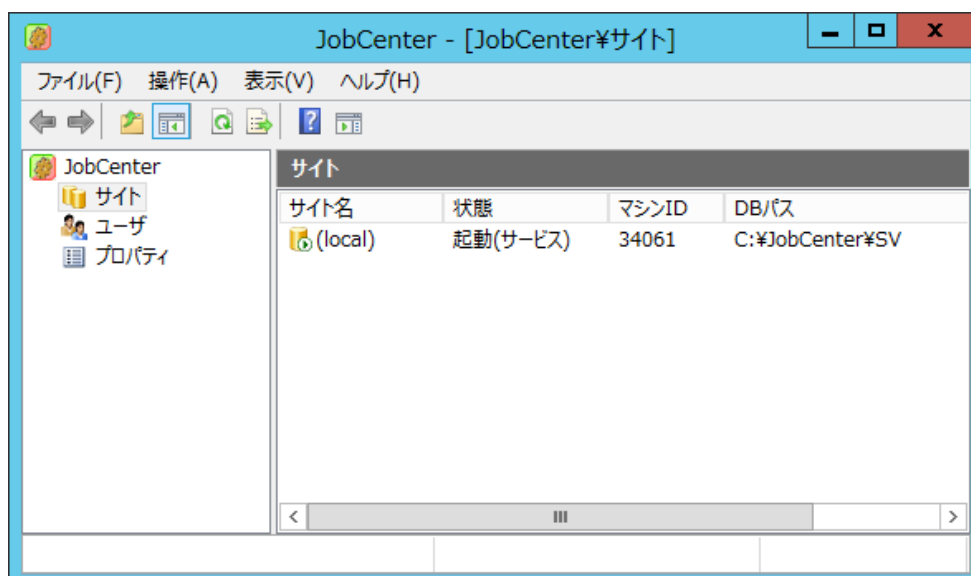 JobCenter - [JobCenter¥サイト]
ファイル(F) 操作(A) 表示(V) ヘルプ(H)
JobCenter
サイト
ユーザ
プロパティ
サイト
サイト名 状態 マシンID DBパス
(local) 起動(サービス) 34061 C:¥JobCenter¥SV